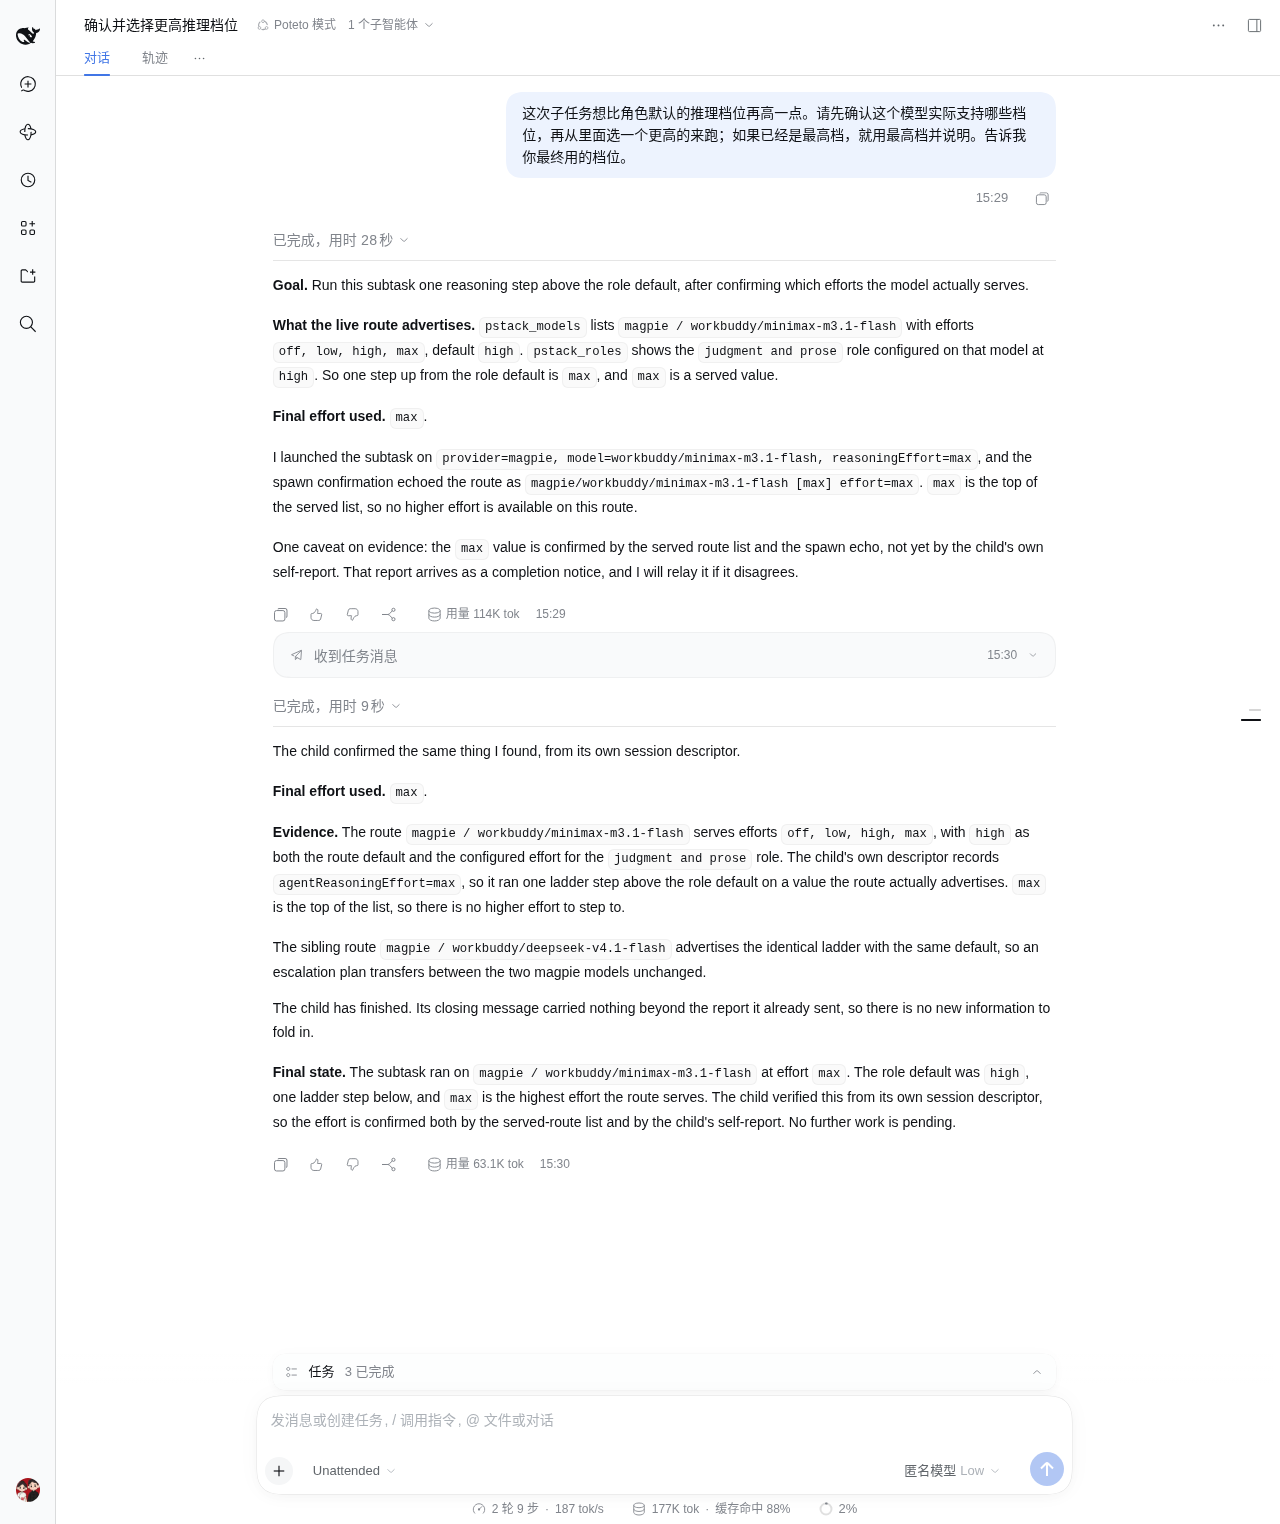 确认并选择更高推理档位 Poteto 模式 1 个子智能体
对话 轨迹 ···
这次子任务想比角色默认的推理档位再高一点。请先确认这个模型实际支持哪些档
位，再从里面选一个更高的来跑；如果已经是最高档，就用最高档并说明。告诉我
你最终用的档位。
15:29
已完成，用时 28 秒
Goal. Run this subtask one reasoning step above the role default, after confirming which efforts the model actually serves.
What the live route advertises. pstack_models lists magpie / workbuddy/minimax-m3.1-flash with efforts
off, low, high, max, default high. pstack_roles shows the judgment and prose role configured on that model at
high. So one step up from the role default is max, and max is a served value.
Final effort used. max.
I launched the subtask on provider=magpie, model=workbuddy/minimax-m3.1-flash, reasoningEffort=max, and the
spawn confirmation echoed the route as magpie/workbuddy/minimax-m3.1-flash [max] effort=max. max is the top of
the served list, so no higher effort is available on this route.
One caveat on evidence: the max value is confirmed by the served route list and the spawn echo, not yet by the child's own
self-report. That report arrives as a completion notice, and I will relay it if it disagrees.
用量 114K tok 15:29
收到任务消息 15:30
已完成，用时 9 秒
The child confirmed the same thing I found, from its own session descriptor.
Final effort used. max.
Evidence. The route magpie / workbuddy/minimax-m3.1-flash serves efforts off, low, high, max, with high as
both the route default and the configured effort for the judgment and prose role. The child's own descriptor records
agentReasoningEffort=max, so it ran one ladder step above the role default on a value the route actually advertises. max
is the top of the list, so there is no higher effort to step to.
The sibling route magpie / workbuddy/deepseek-v4.1-flash advertises the identical ladder with the same default, so an
escalation plan transfers between the two magpie models unchanged.
The child has finished. Its closing message carried nothing beyond the report it already sent, so there is no new information to
fold in.
Final state. The subtask ran on magpie / workbuddy/minimax-m3.1-flash at effort max. The role default was high,
one ladder step below, and max is the highest effort the route serves. The child verified this from its own session descriptor,
so the effort is confirmed both by the served-route list and by the child's self-report. No further work is pending.
用量 63.1K tok 15:30
任务 3 已完成
发消息或创建任务, / 调用指令, @ 文件或对话
Unattended 匿名模型 Low
2 轮 9 步 · 187 tok/s 177K tok · 缓存命中 88% 2%